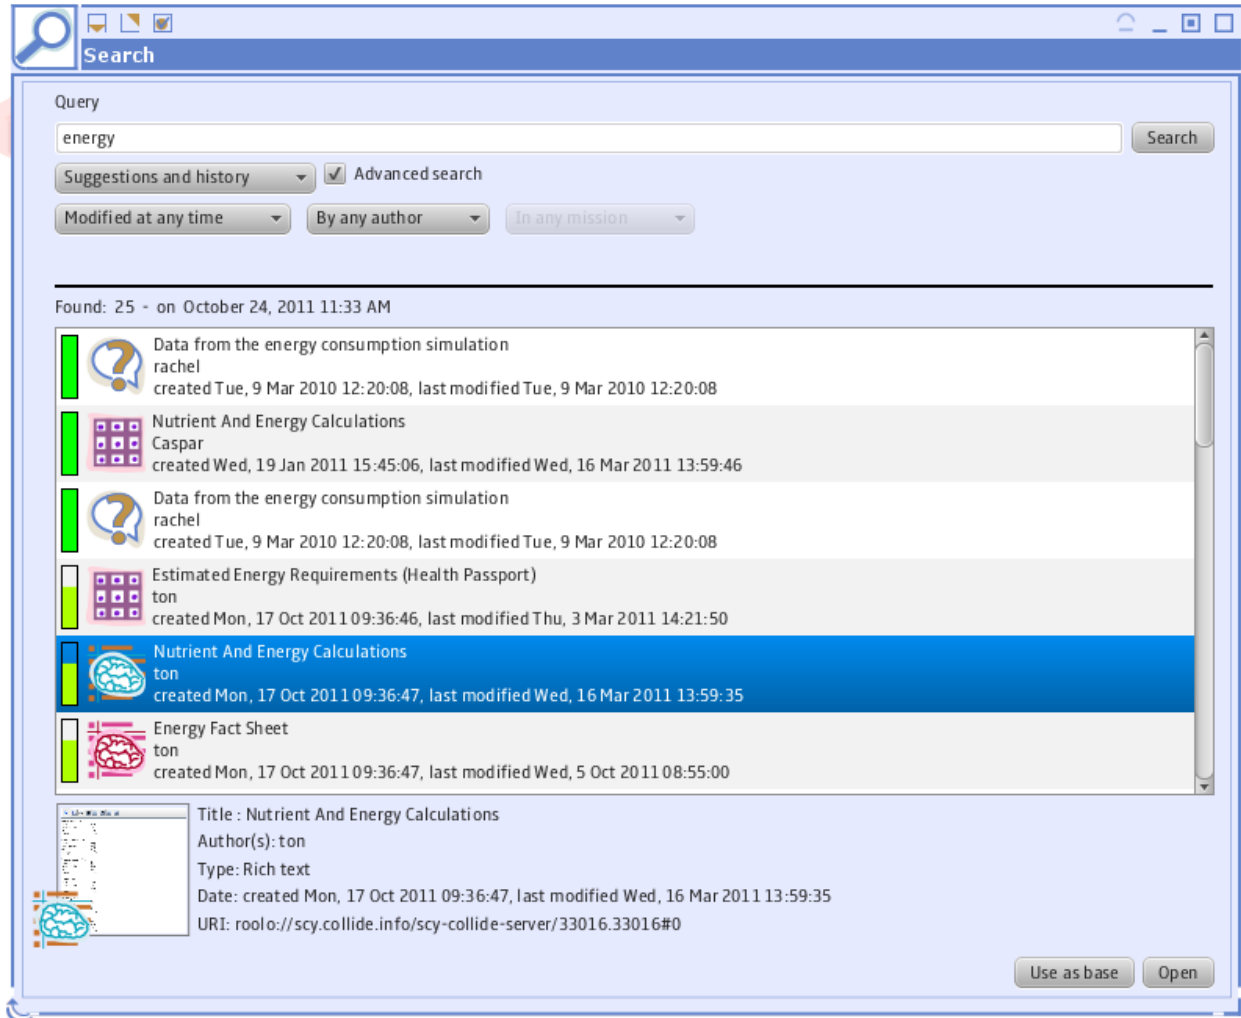 Search
Query
energy
Search
Suggestions and history
Advanced search
Modified at any time
By any author
In any mission
Found: 25 - on October 24, 2011 11:33 AM
Data from the energy consumption simulation
rachel
created Tue, 9 Mar 2010 12:20:08, last modified Tue, 9 Mar 2010 12:20:08
Nutrient And Energy Calculations
Caspar
created Wed, 19 Jan 2011 15:45:06, last modified Wed, 16 Mar 2011 13:59:46
Data from the energy consumption simulation
rachel
created Tue, 9 Mar 2010 12:20:08, last modified Tue, 9 Mar 2010 12:20:08
Estimated Energy Requirements (Health Passport)
ton
created Mon, 17 Oct 2011 09:36:46, last modified Thu, 3 Mar 2011 14:21:50
Nutrient And Energy Calculations
ton
created Mon, 17 Oct 2011 09:36:47, last modified Wed, 16 Mar 2011 13:59:35
Energy Fact Sheet
ton
created Mon, 17 Oct 2011 09:36:47, last modified Wed, 5 Oct 2011 08:55:00
Title : Nutrient And Energy Calculations
Author(s): ton
Type: Rich text
Date: created Mon, 17 Oct 2011 09:36:47, last modified Wed, 16 Mar 2011 13:59:35
URI: roolo://scy.collide.info/scy-collide-server/33016.33016#0
Use as base
Open